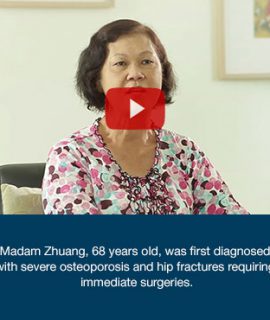 Madam Zhuang, 68 years old, was first diagnosed
with severe osteoporosis and hip fractures requiring
immediate surgeries.